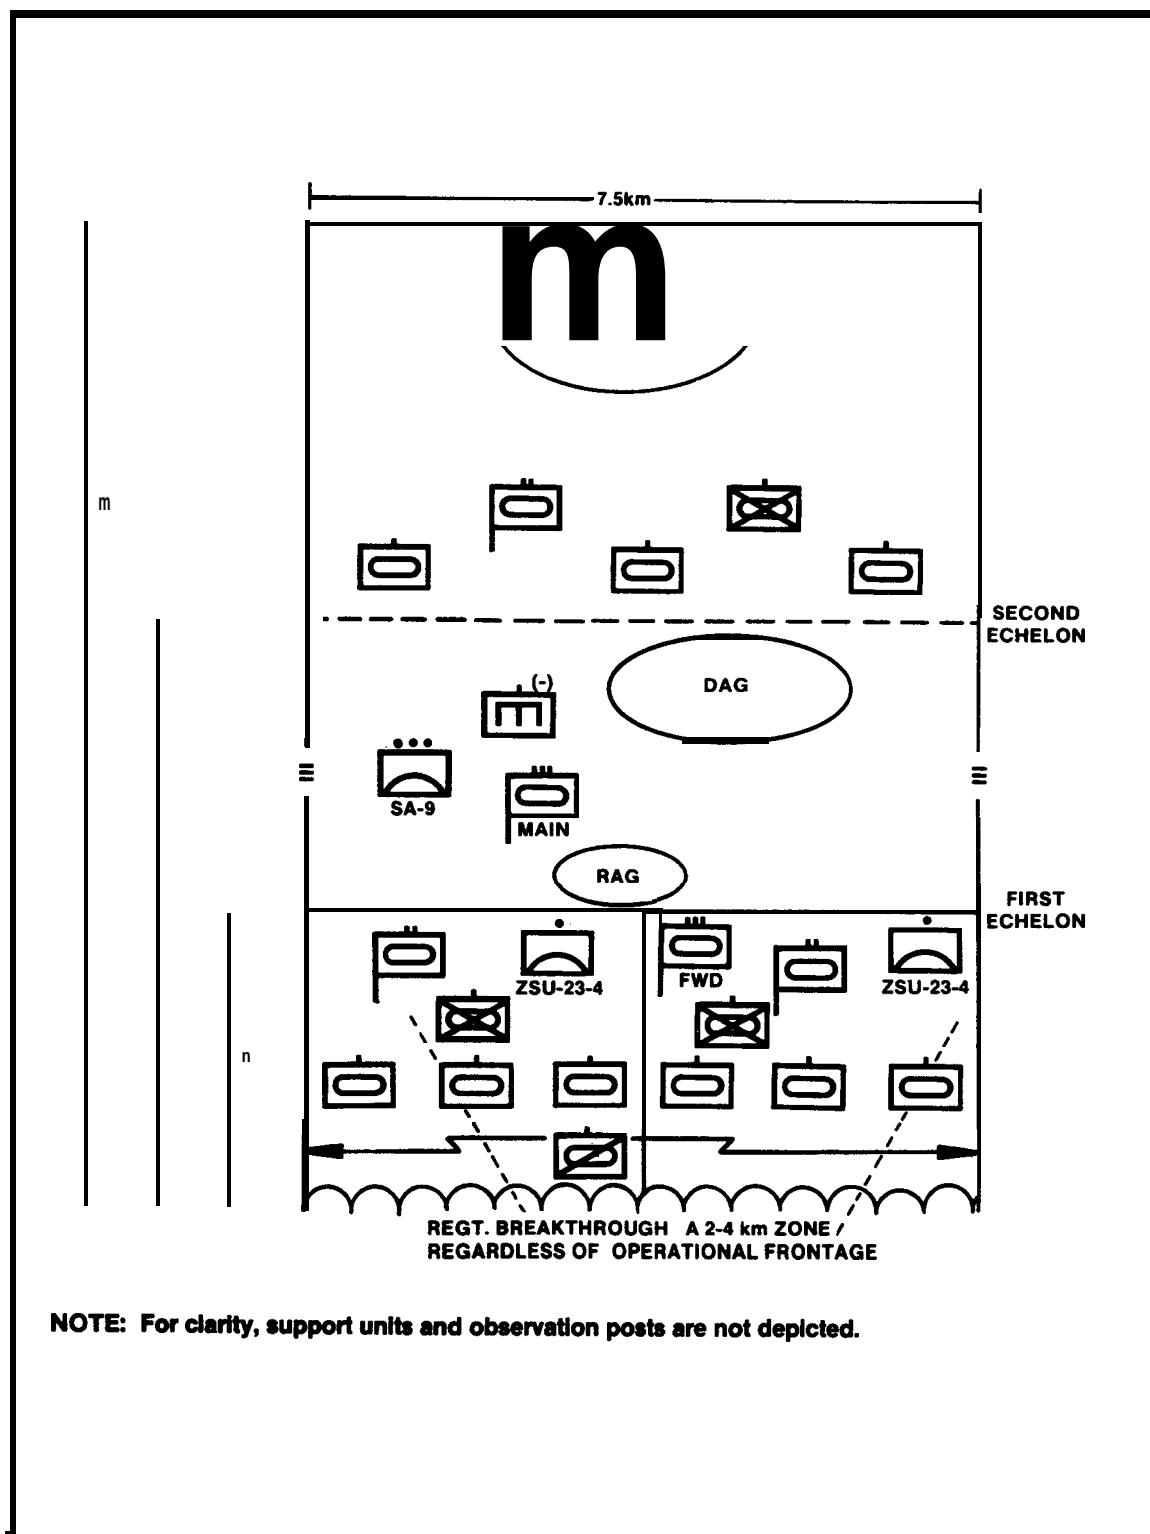 7.5km
m
m
SECOND
ECHELON
DAG
(-)
E
SA-9
MAIN
RAG
FIRST
ECHELON
ZSU-23-4
FWD
ZSU-23-4
n
REGT. BREAKTHROUGH A 2-4 km ZONE
REGARDLESS OF OPERATIONAL FRONTAGE
NOTE: For clarity, support units and observation posts are not depicted.